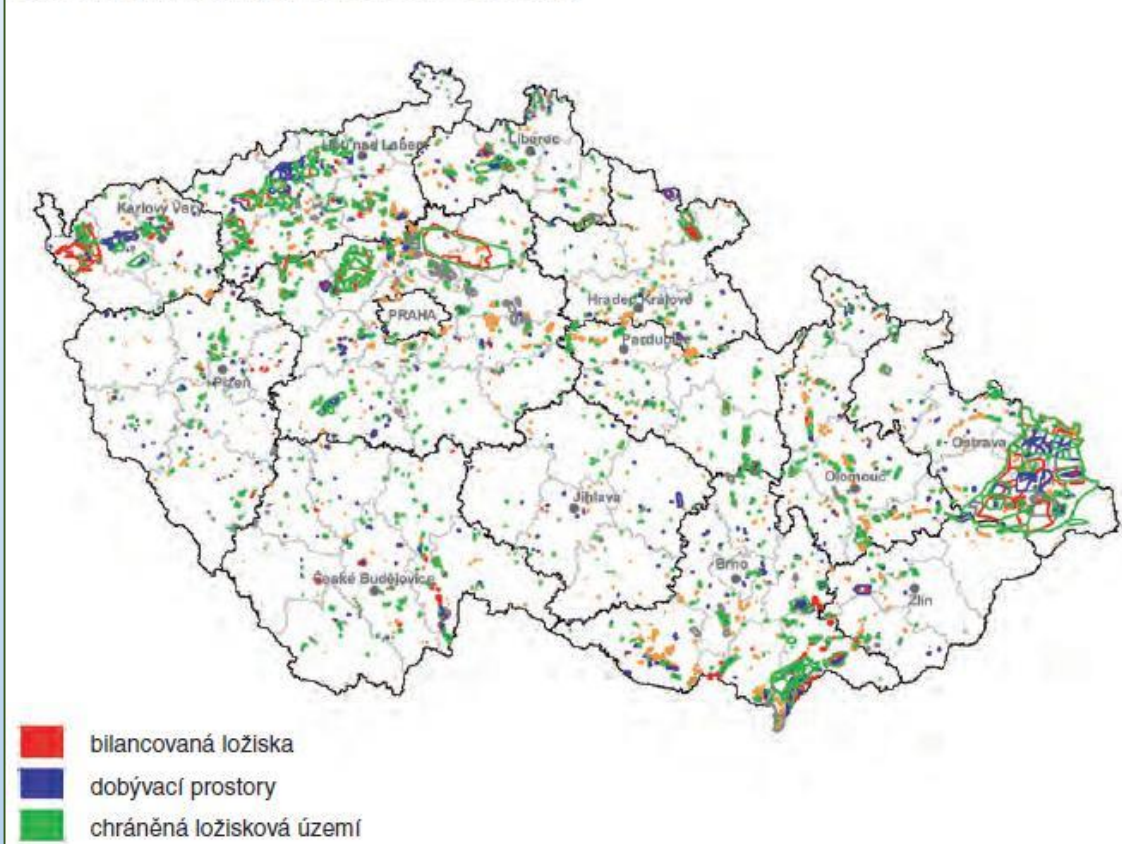 Liberec
Karlovy Vary
PRAHA
Hradec Králové
Pardubice
Plzeň
Ostrava
Olomouc
Jihlava
Brno
České Budějovice
Zlín
bilancovaná ložiska
dobývací prostory
chráněná ložisková území